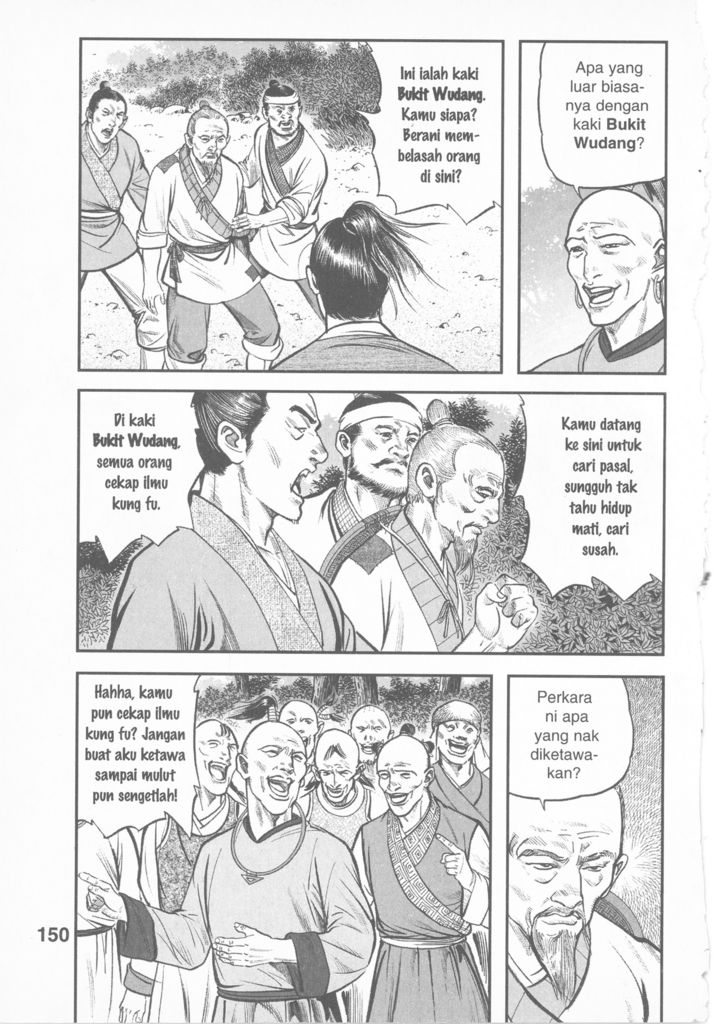 Ini ialah kaki
Bukit Wudang.
Kamu siapa?
Berani mem-
belasah orang
di sini?
Apa yang
luar biasa-
nya dengan
kaki Bukit
Wudang?
Di kaki
Bukit Wudang,
semua orang
cekap ilmu
kung fu.
Kamu datang
ke sini untuk
cari pasal,
sungguh tak
tahu hidup
mati, cari
susah.
Hahha, kamu
pun cekap ilmu
kung fu? Jangan
buat aku ketawa
sampai mulut
pun sengetlah!
Perkara
ni apa
yang nak
diketawa-
kan?
150